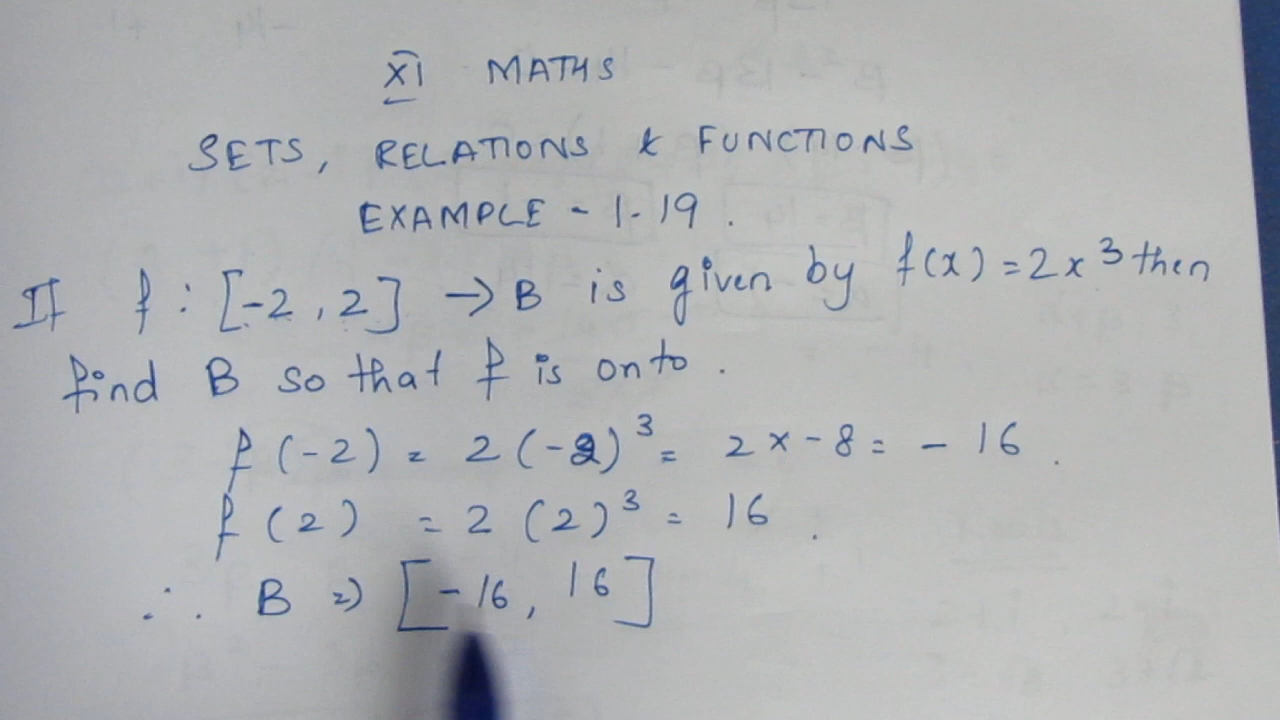 XI MATHS
SETS, RELATIONS & FUNCTIONS
EXAMPLE - 1.19.
If f : [-2, 2] → B is given by f(x) = 2x³ then
find B so that f is onto.
f(-2) = 2(-2)³ = 2 x -8 = -16.
f(2) = 2(2)³ = 16.
∴ B ⇒ [-16, 16]